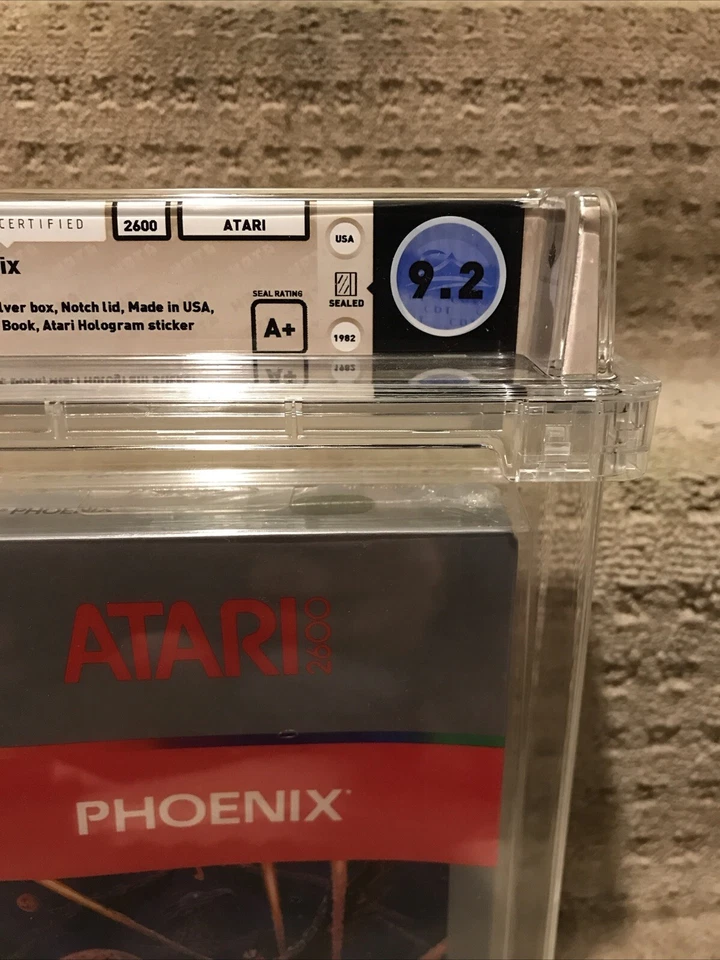 CERTIFIED
2600
ATARI
ix
lver box, Notch lid, Made in USA,
Book, Atari Hologram sticker
SEAL RATING
A+
USA
SEALED
1982
9.2
PHOENIX
ATARI 2600
PHOENIX